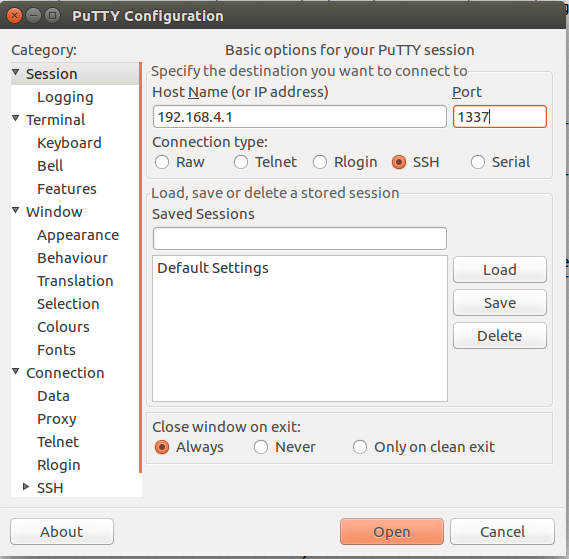 PuTTY Configuration
Category:
Session
Logging
Terminal
Keyboard
Bell
Features
Window
Appearance
Behaviour
Translation
Selection
Colours
Fonts
Connection
Data
Proxy
Telnet
Rlogin
SSH
Basic options for your PuTTY session
Specify the destination you want to connect to
Host Name (or IP address) Port
192.168.4.1 1337
Connection type:
Raw Telnet Rlogin SSH Serial
Load, save or delete a stored session
Saved Sessions
Default Settings
Load
Save
Delete
Close window on exit:
Always Never Only on clean exit
About Open Cancel